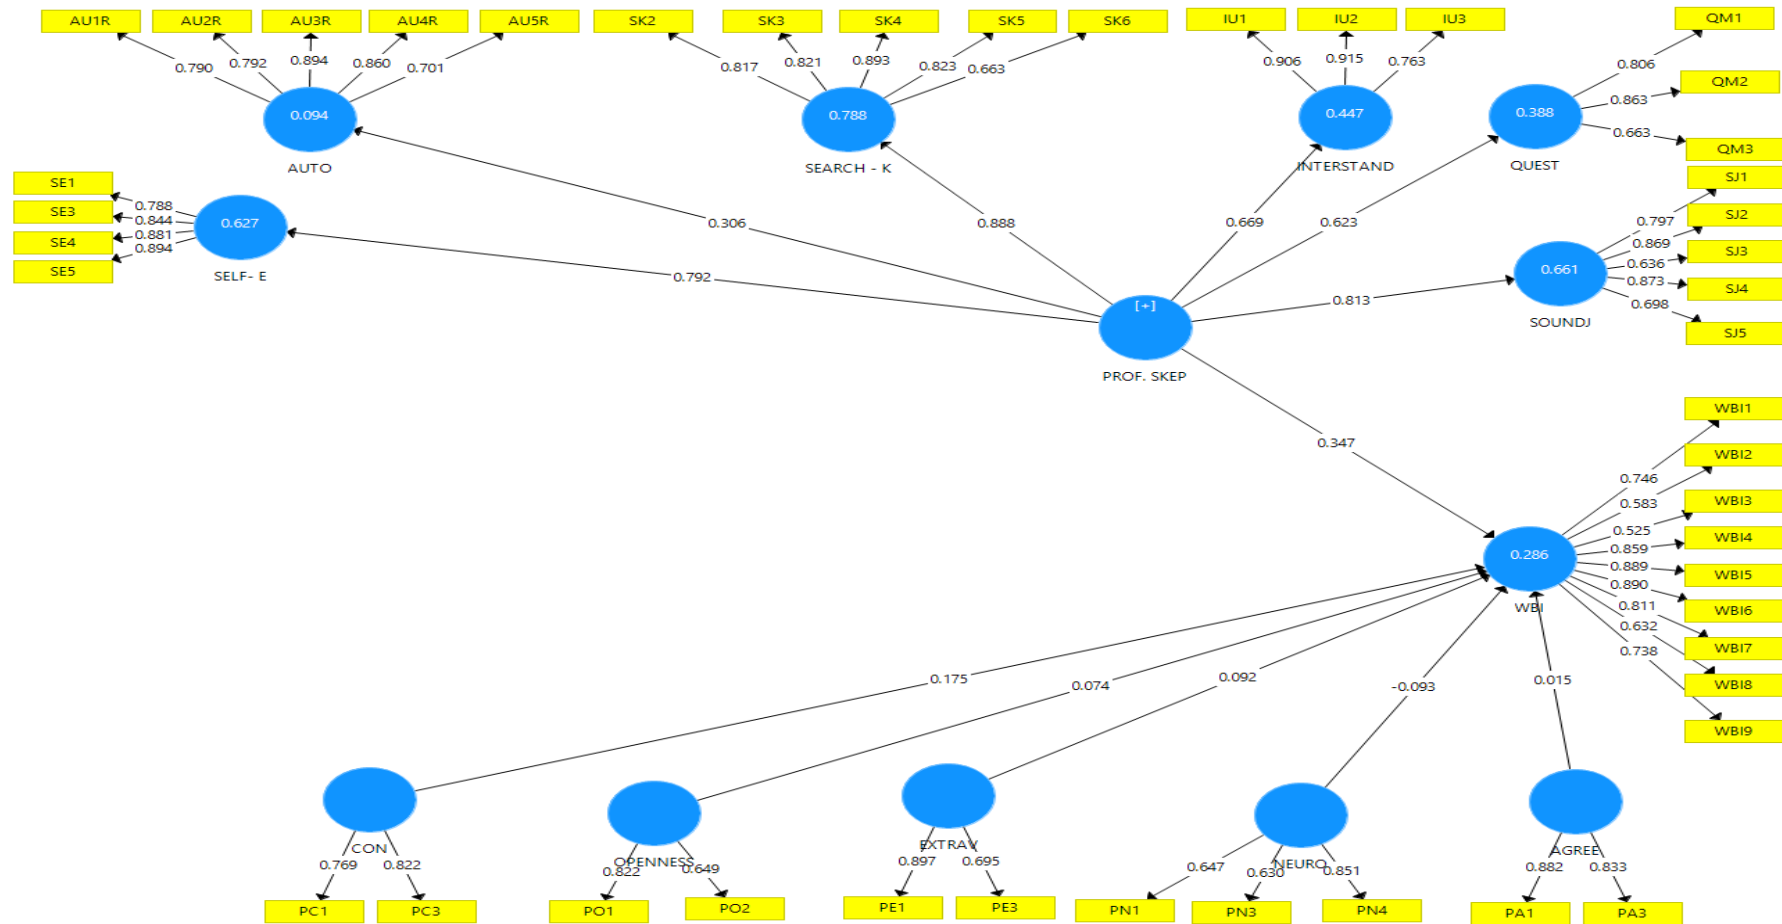 AU1R AU2R AU3R AU4R AU5R SK2 SK3 SK4 SK5 SK6 IU1 IU2 IU3 QM1
0.790 0.792 0.894 0.860 0.701 0.817 0.821 0.893 0.823 0.663 0.906 0.915 0.763 0.806
QM2
0.863
0.094 0.788 0.447 0.388
0.663
QM3
AUTO SEARCH - K INTERSTAND QUEST
SE1 SJ1
0.788 0.797
SE3 SJ2
0.844 0.869
0.627 0.306 0.888 0.669 0.623
SE4 SJ3
0.881 0.636
0.894 0.661
SE5 SJ4
SELF- E 0.792 0.873
0.813 0.698
[+] SOUNDJ SJ5
PROF. SKEP
WBI1
0.347
WBI2
0.746
WBI3
0.583
0.525 WBI4
0.286 0.859
0.889 WBI5
0.890
WBI WBI6
0.811
0.632 WBI7
0.738
0.175 0.074 0.092 -0.093 0.015 WBI8
WBI9
CON OPENNESS EXTRAV NEURO AGREE
0.769 0.822 0.822 0.649 0.897 0.695 0.647 0.630 0.851 0.882 0.833
PC1 PC3 PO1 PO2 PE1 PE3 PN1 PN3 PN4 PA1 PA3